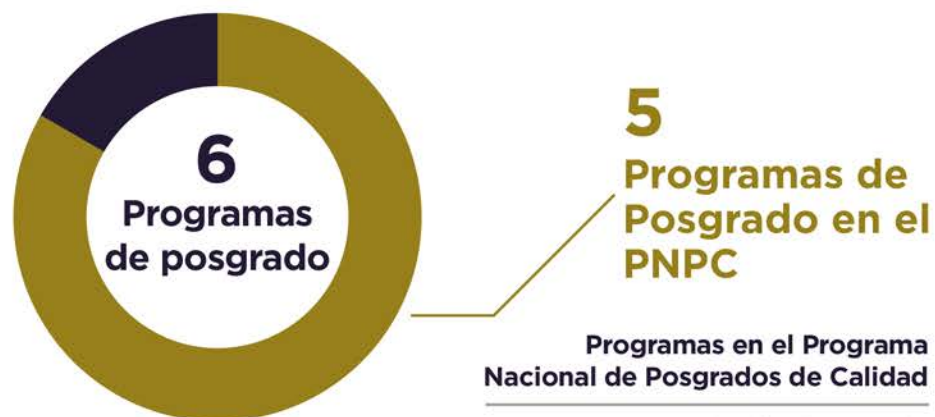 6
Programas
de posgrado
5
Programas de
Posgrado en el
PNPC
Programas en el Programa
Nacional de Posgrados de Calidad